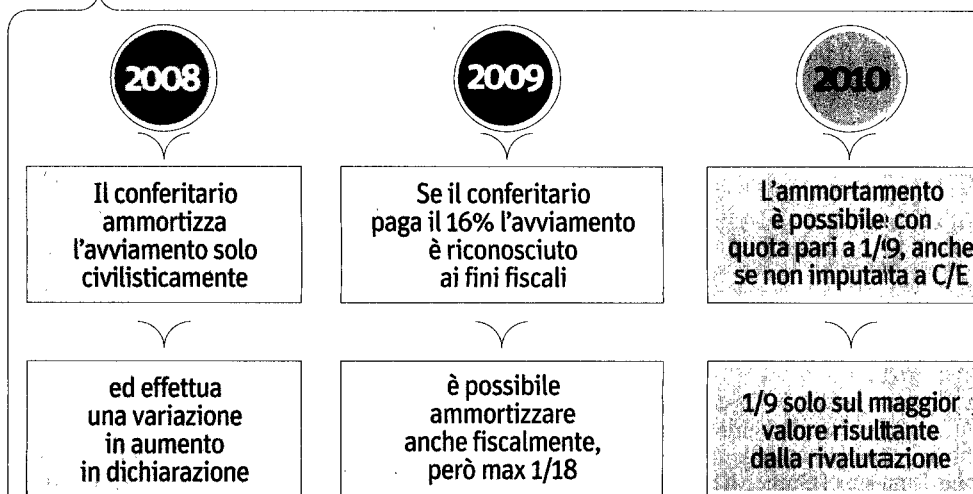 2008
2009
2010
Il conferitario
ammortizza
l'avviamento solo
civilisticamente
Se il conferitario
paga il 16% l'avviamento
è riconosciuto
ai fini fiscali
L'ammortamento
è possibile con
quota pari a 1/9, anche
se non imputata a C/E
ed effettua
una variazione
in aumento
in dichiarazione
è possibile
ammortizzare
anche fiscalmente,
però max 1/18
1/9 solo sul maggior
valore risultante
dalla rivalutazione